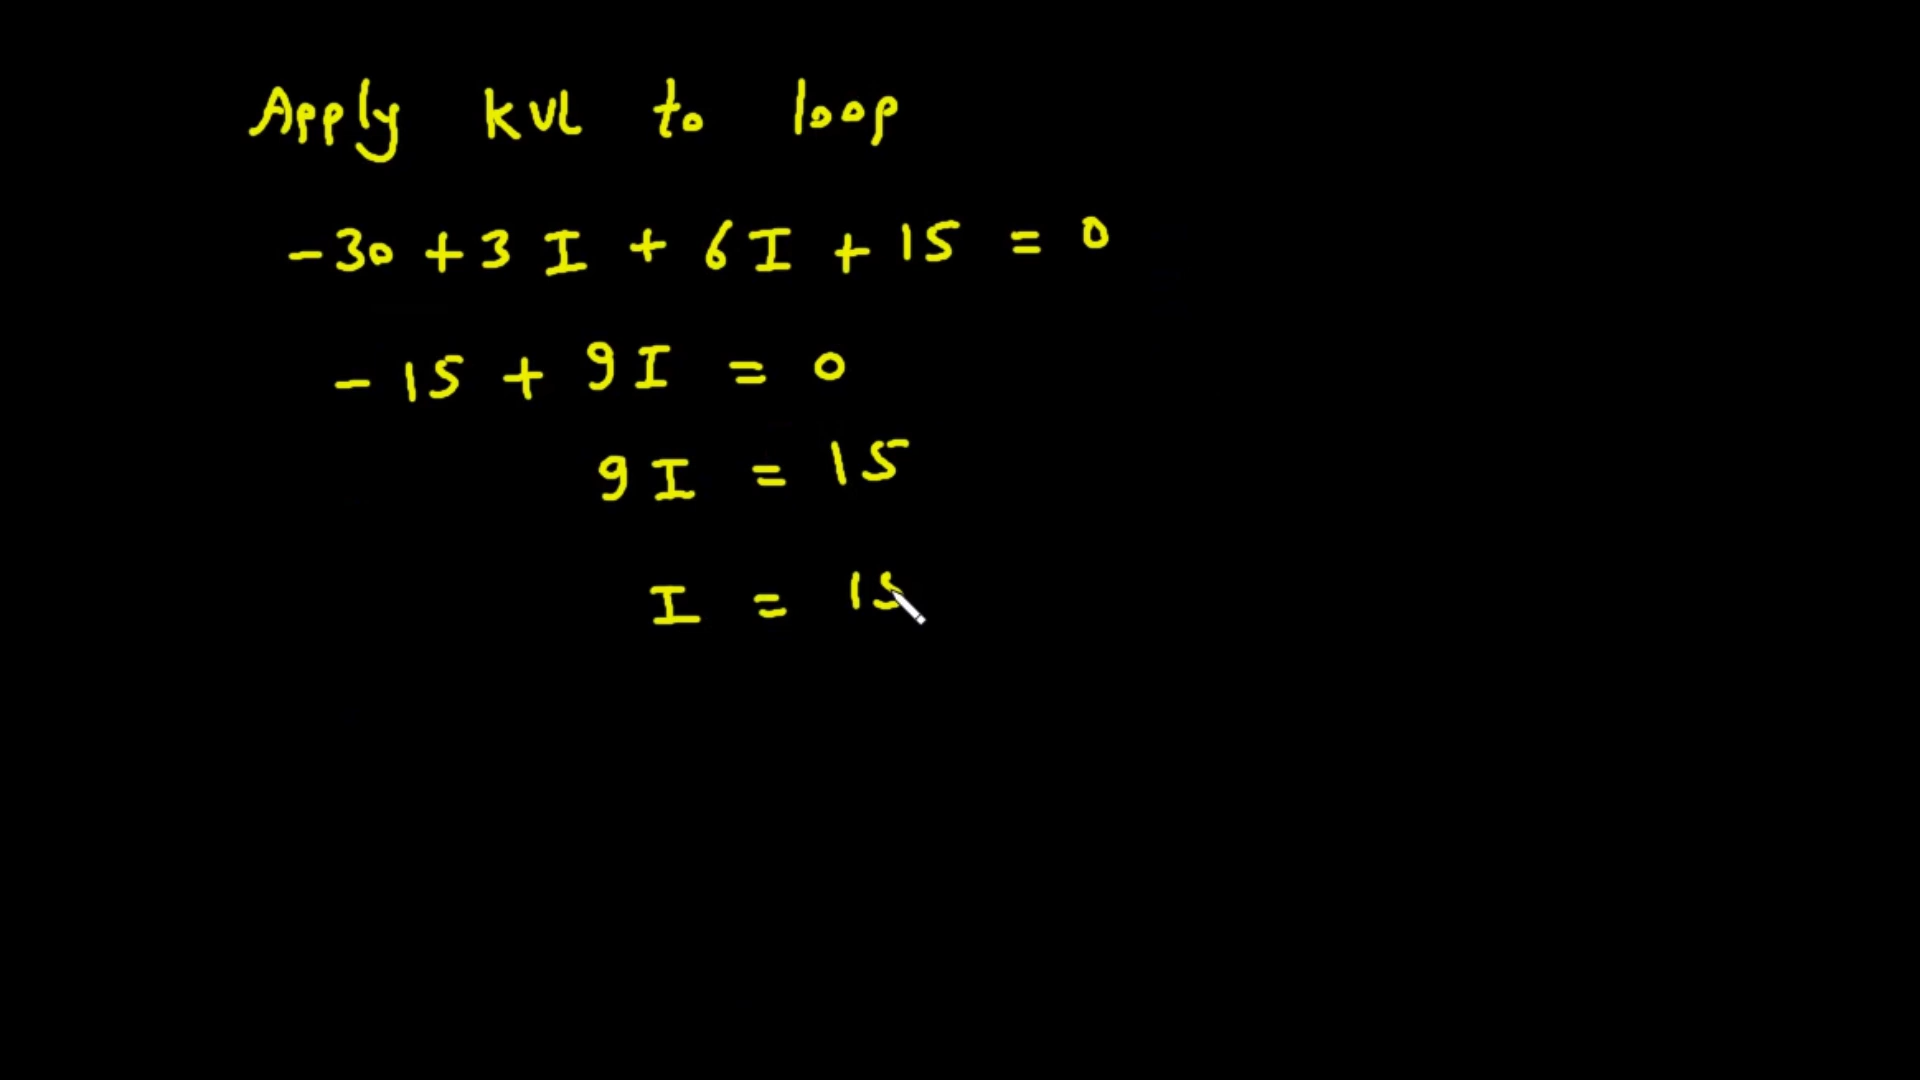 Apply KVL to loop
-30 + 3 I + 6 I + 15 = 0
- 15 + 9 I = 0
9 I = 15
I = 15